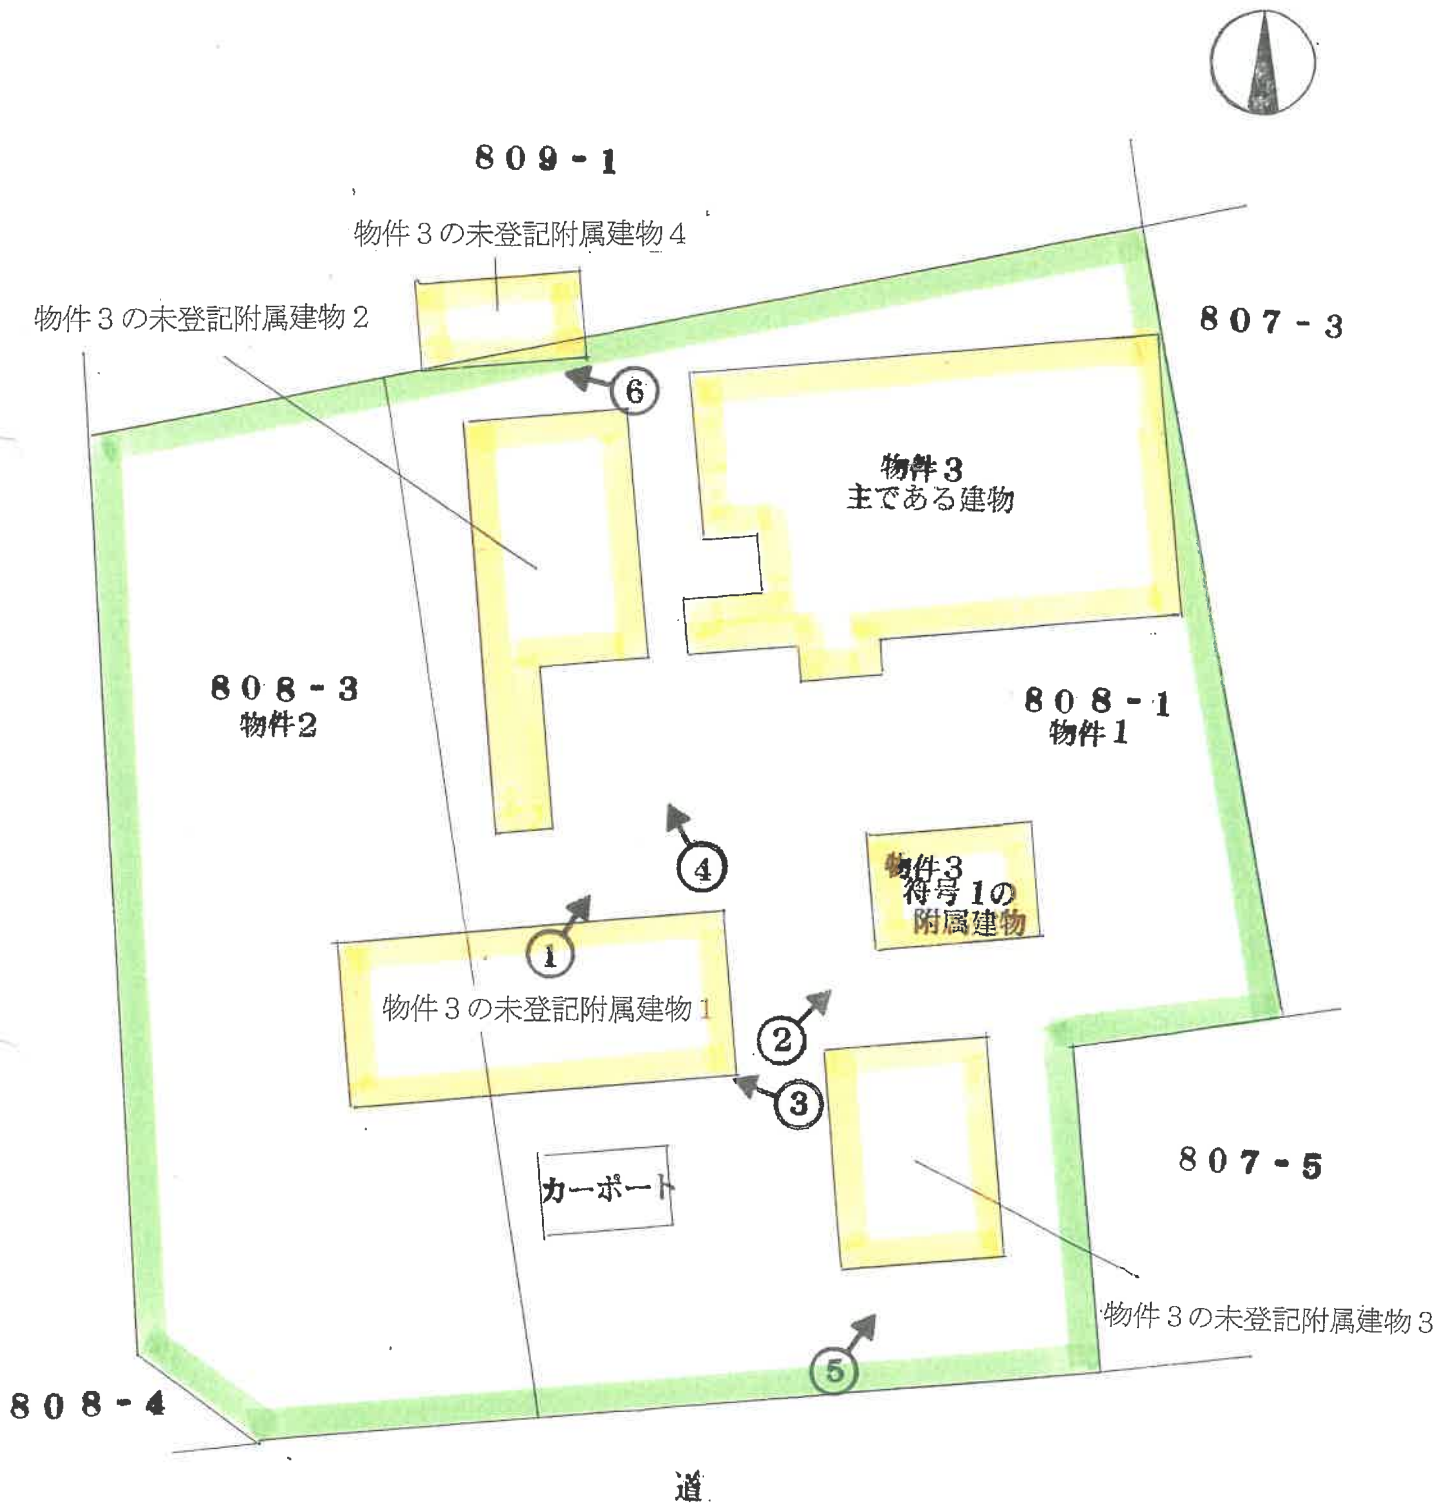 809-1
物件3の未登記附属建物4
物件3の未登記附属建物2
807-3
⑥
物件3
主である建物
808-3
物件2
808-1
物件1
④
物件3
符号1の
附属建物
①
物件3の未登記附属建物1
②
③
カーポート
807-5
物件3の未登記附属建物3
⑤
808-4
道